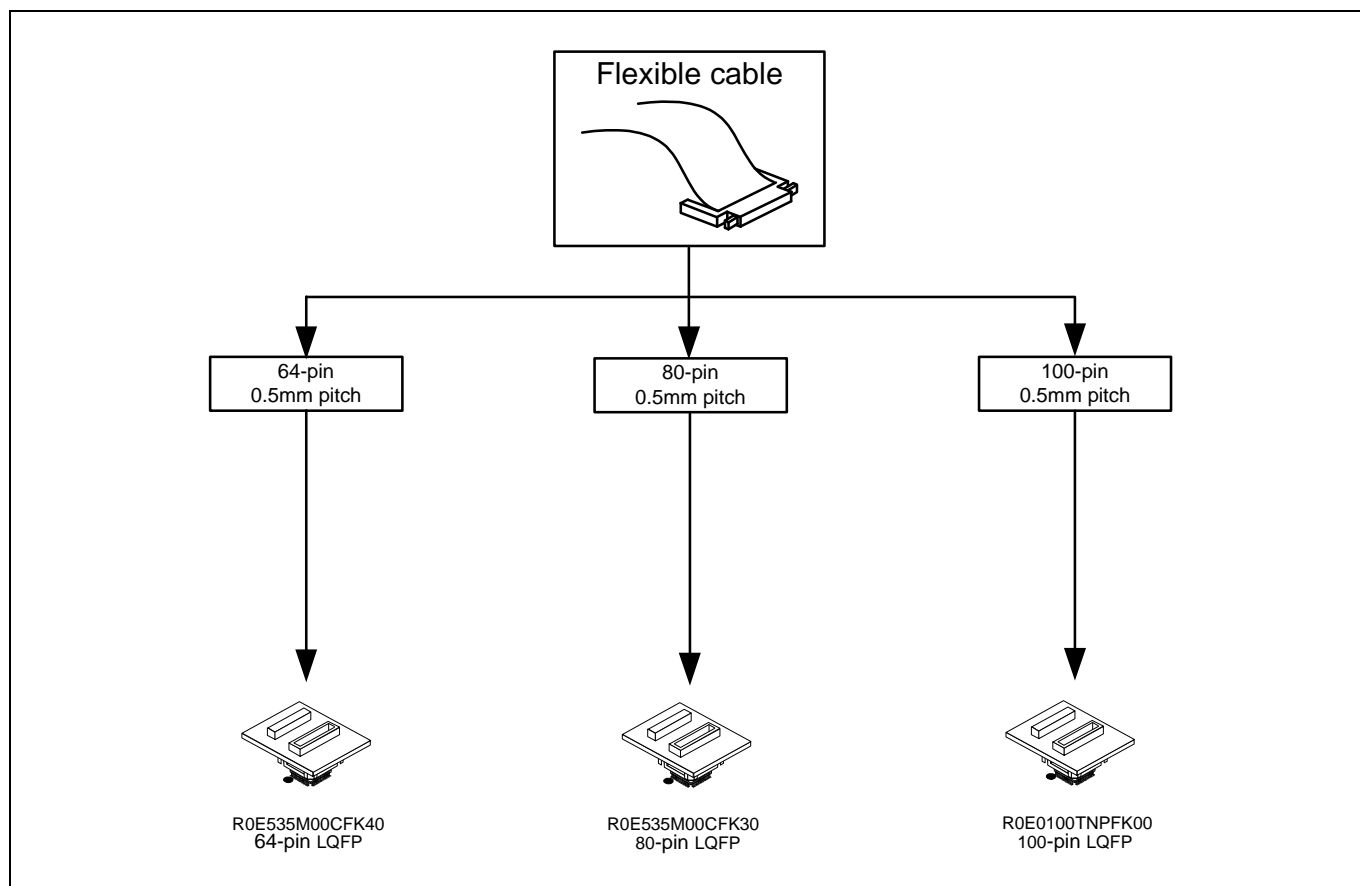 Flexible cable
64-pin
0.5mm pitch
80-pin
0.5mm pitch
100-pin
0.5mm pitch
R0E535M00CFK40
64-pin LQFP
R0E535M00CFK30
80-pin LQFP
R0E0100TNPFK00
100-pin LQFP